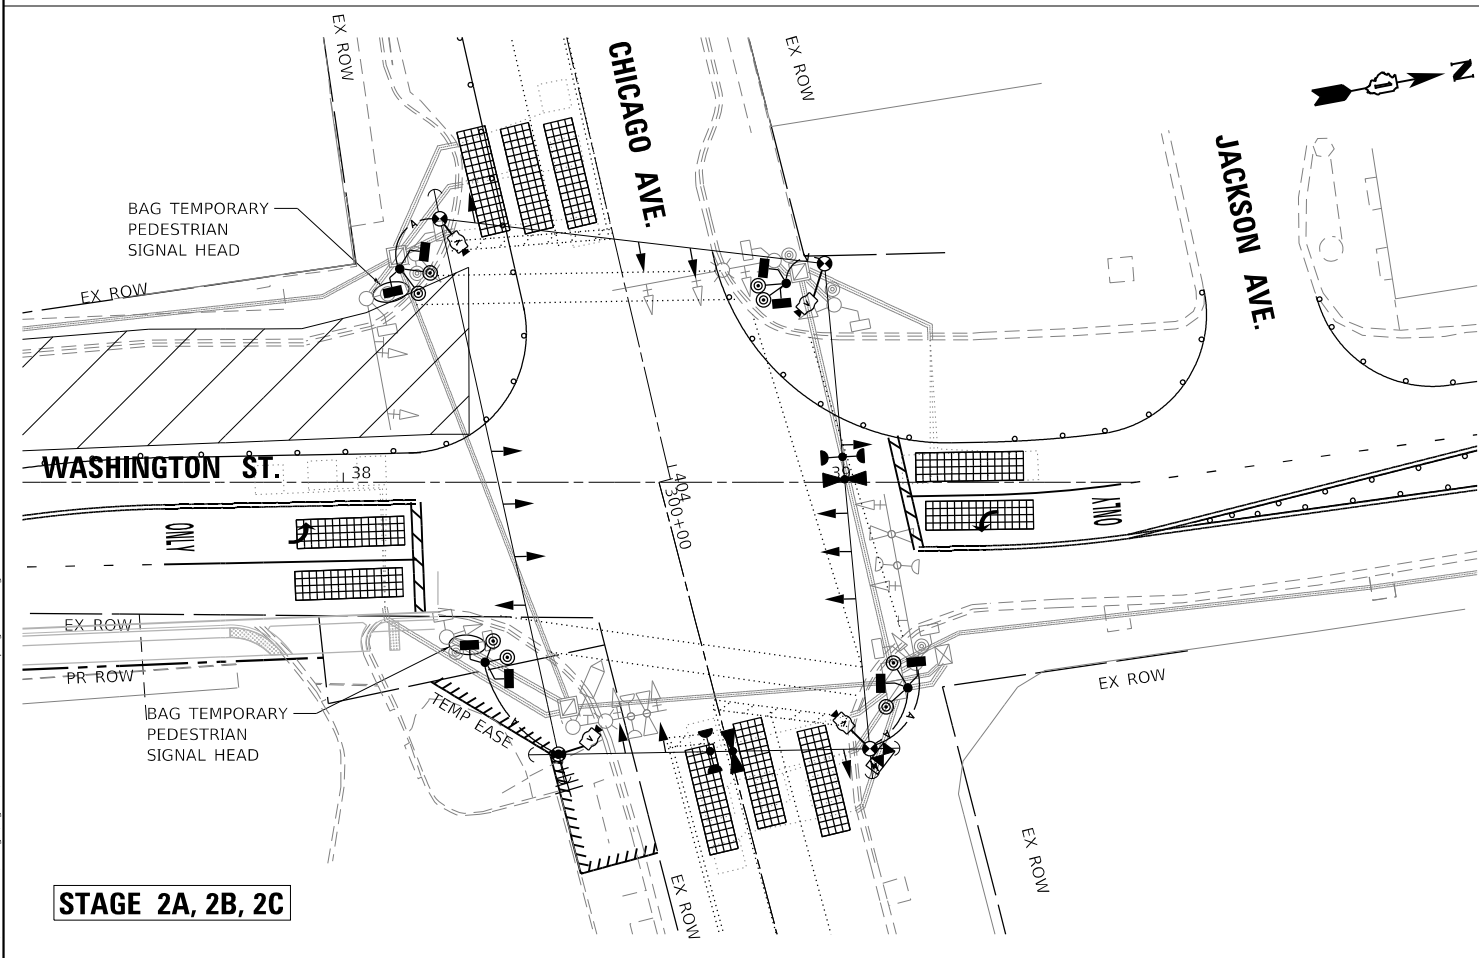 EX ROW
CHICAGO AVE.
EX ROW
N
JACKSON AVE.
BAG TEMPORARY
PEDESTRIAN
SIGNAL HEAD
EX ROW
WASHINGTON ST.
38
39
404
300+00
ONLY
ONLY
EX ROW
PR ROW
EX ROW
BAG TEMPORARY
PEDESTRIAN
SIGNAL HEAD
TEMP EASE
A
A
A
EX ROW
EX ROW
STAGE 2A, 2B, 2C